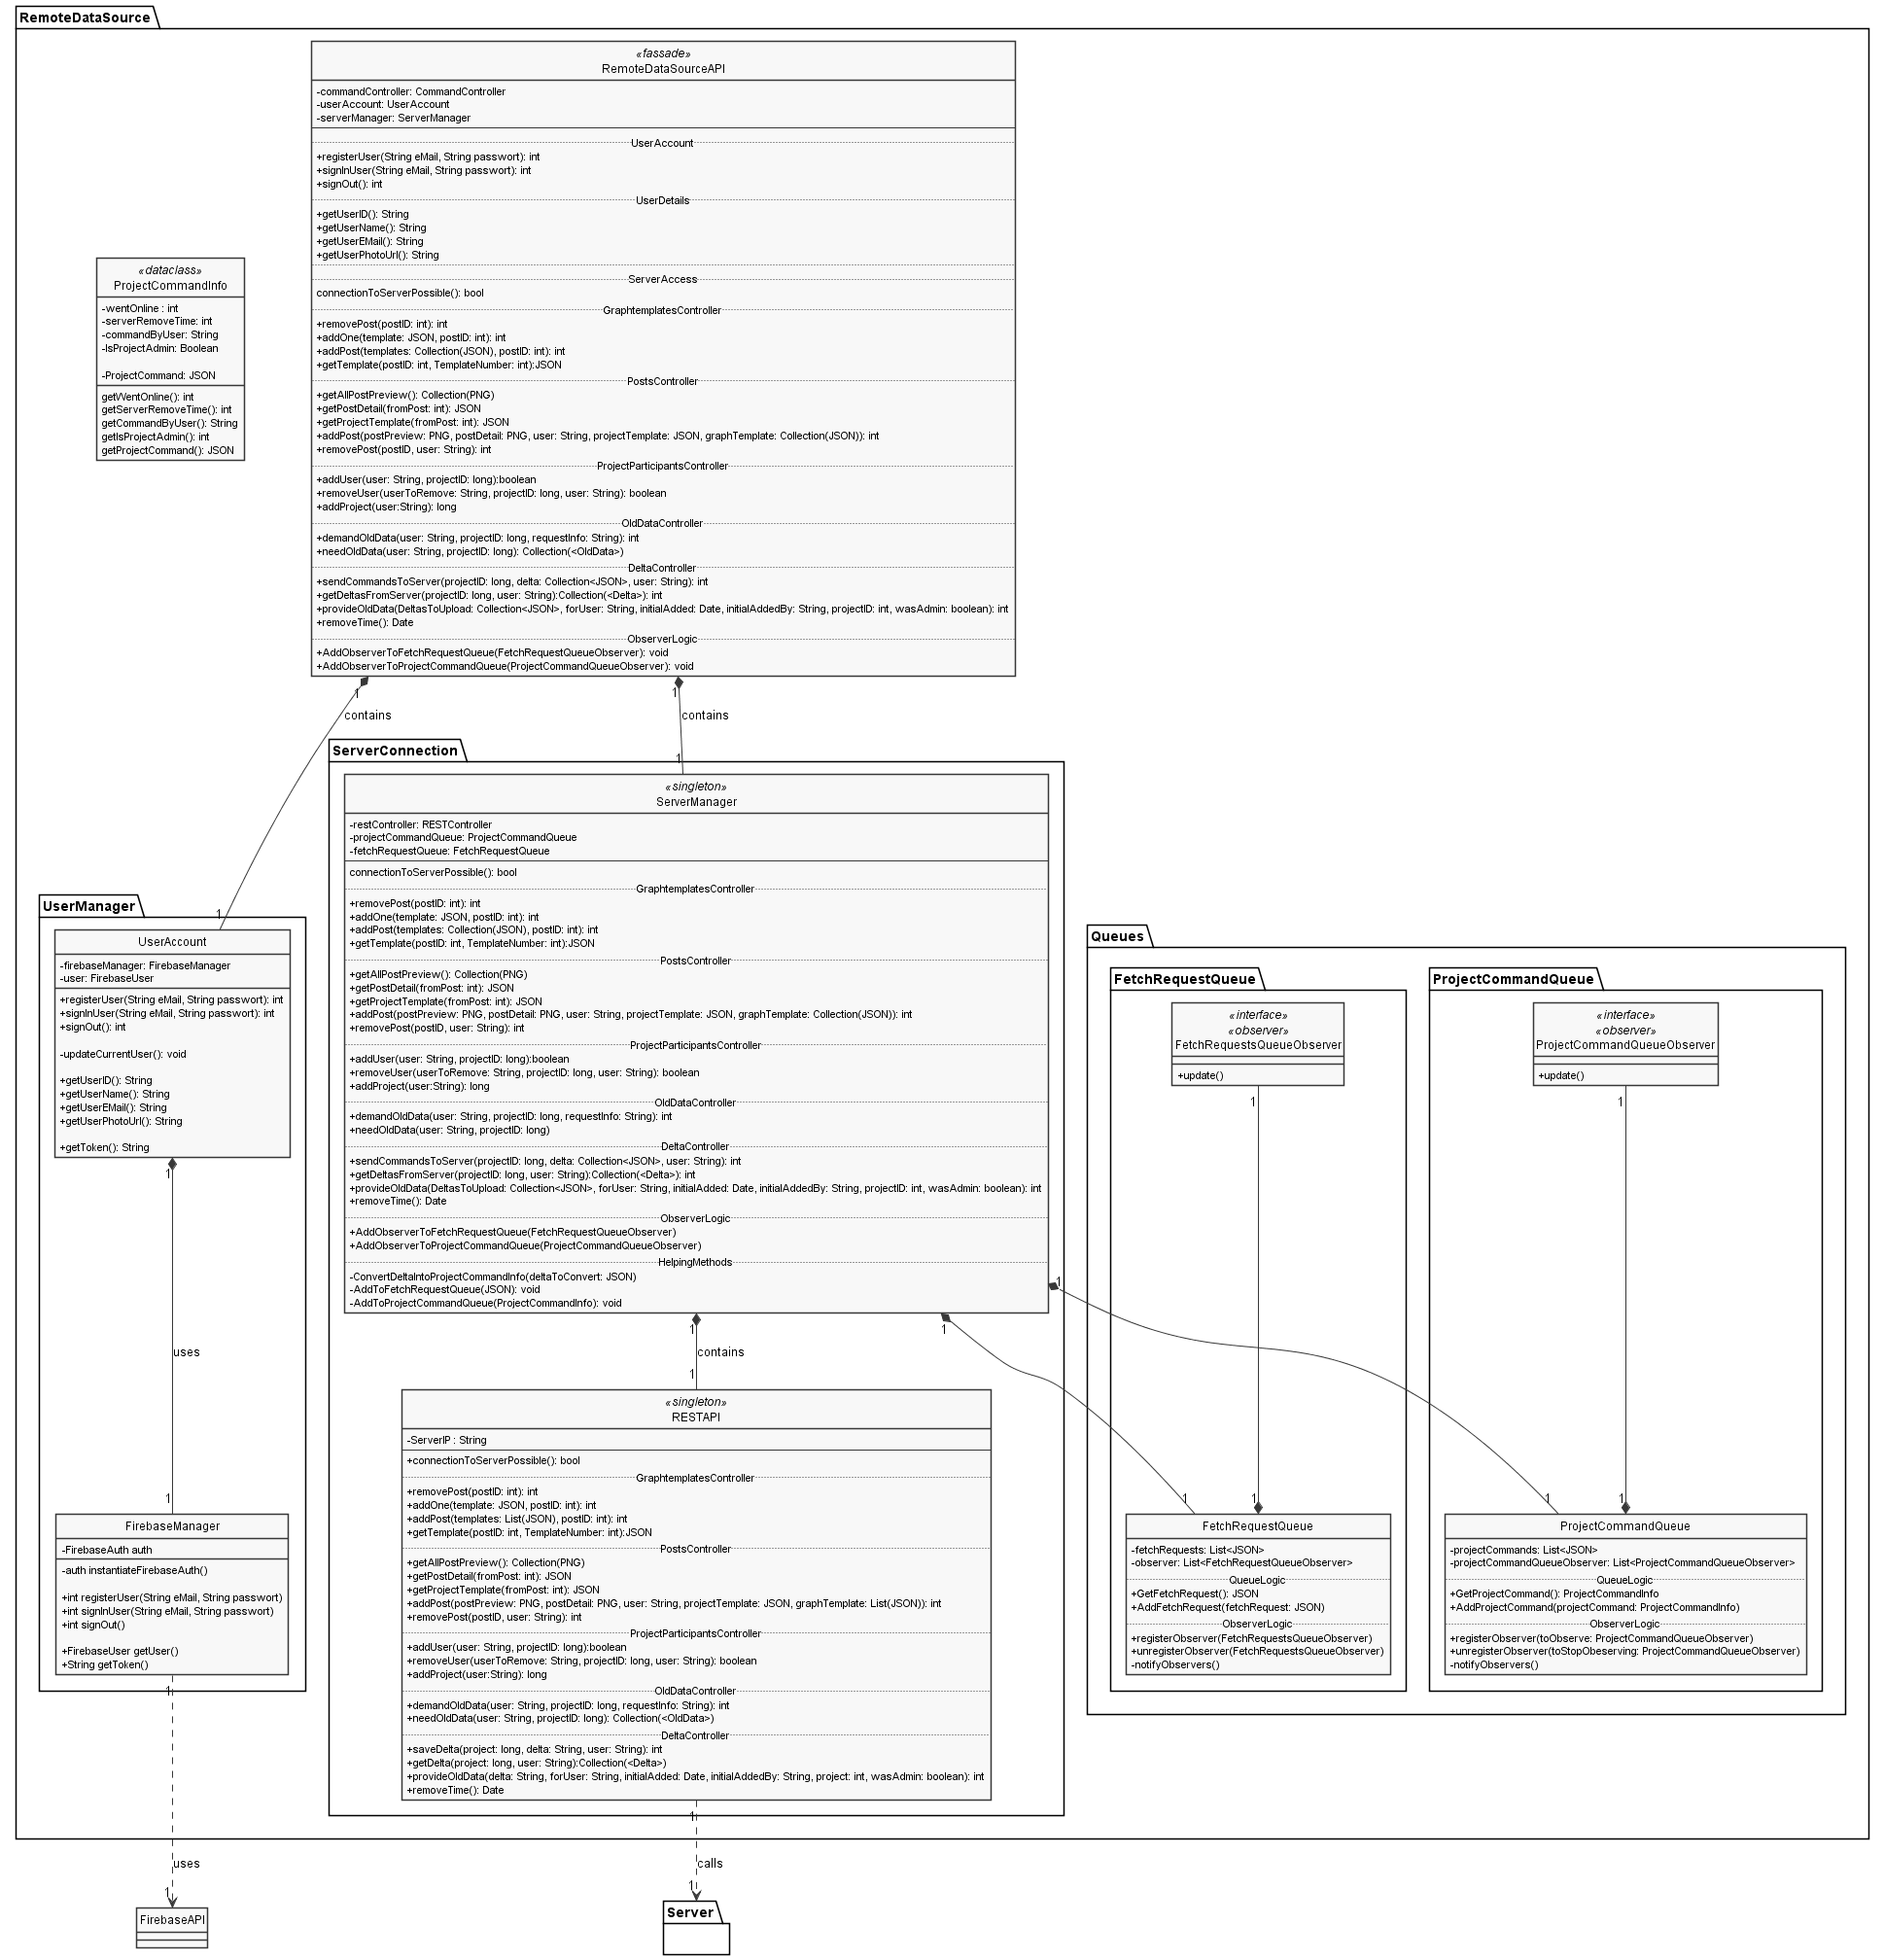 RemoteDataSource
«fassade»
RemoteDataSourceAPI
-commandController: CommandController
-userAccount: UserAccount
-serverManager: ServerManager
UserAccount
+registerUser(String eMail, String passwort): int
+signInUser(String eMail, String passwort): int
+signOut(): int
UserDetails
+getUserID(): String
+getUserName(): String
+getUserEMail(): String
+getUserPhotoUrl(): String
ServerAccess
connectionToServerPossible(): bool
GraphtemplatesController
+removePost(postID: int): int
+addOne(template: JSON, postID: int): int
+addPost(templates: Collection(JSON), postID: int): int
+getTemplate(postID: int, TemplateNumber: int):JSON
PostsController
+getAllPostPreview(): Collection(PNG)
+getPostDetail(fromPost: int): JSON
+getProjectTemplate(fromPost: int): JSON
+addPost(postPreview: PNG, postDetail: PNG, user: String, projectTemplate: JSON, graphTemplate: Collection(JSON)): int
+removePost(postID, user: String): int
ProjectParticipantsController
+addUser(user: String, projectID: long):boolean
+removeUser(userToRemove: String, projectID: long, user: String): boolean
+addProject(user:String): long
OldDataController
+demandOldData(user: String, projectID: long, requestInfo: String): int
+needOldData(user: String, projectID: long): Collection(<OldData>)
DeltaController
+sendCommandsToServer(projectID: long, delta: Collection<JSON>, user: String): int
+getDeltasFromServer(projectID: long, user: String):Collection(<Delta>): int
+provideOldData(DeltasToUpload: Collection<JSON>, forUser: String, initialAdded: Date, initialAddedBy: String, projectID: int, wasAdmin: boolean): int
+removeTime(): Date
ObserverLogic
+AddObserverToFetchRequestQueue(FetchRequestQueueObserver): void
+AddObserverToProjectCommandQueue(ProjectCommandQueueObserver): void
«dataclass»
ProjectCommandInfo
-wentOnline : int
-serverRemoveTime: int
-commandByUser: String
-IsProjectAdmin: Boolean
-ProjectCommand: JSON
getWentOnline(): int
getServerRemoveTime(): int
getCommandByUser(): String
getIsProjectAdmin(): int
getProjectCommand(): JSON
1
contains
1
1
contains
1
ServerConnection
«singleton»
ServerManager
-restController: RESTController
-projectCommandQueue: ProjectCommandQueue
-fetchRequestQueue: FetchRequestQueue
connectionToServerPossible(): bool
GraphtemplatesController
+removePost(postID: int): int
+addOne(template: JSON, postID: int): int
+addPost(templates: Collection(JSON), postID: int): int
+getTemplate(postID: int, TemplateNumber: int):JSON
PostsController
+getAllPostPreview(): Collection(PNG)
+getPostDetail(fromPost: int): JSON
+getProjectTemplate(fromPost: int): JSON
+addPost(postPreview: PNG, postDetail: PNG, user: String, projectTemplate: JSON, graphTemplate: Collection(JSON)): int
+removePost(postID, user: String): int
ProjectParticipantsController
+addUser(user: String, projectID: long):boolean
+removeUser(userToRemove: String, projectID: long, user: String): boolean
+addProject(user:String): long
OldDataController
+demandOldData(user: String, projectID: long, requestInfo: String): int
+needOldData(user: String, projectID: long)
DeltaController
+sendCommandsToServer(projectID: long, delta: Collection<JSON>, user: String): int
+getDeltasFromServer(projectID: long, user: String):Collection(<Delta>): int
+provideOldData(DeltasToUpload: Collection<JSON>, forUser: String, initialAdded: Date, initialAddedBy: String, projectID: int, wasAdmin: boolean): int
+removeTime(): Date
ObserverLogic
+AddObserverToFetchRequestQueue(FetchRequestQueueObserver)
+AddObserverToProjectCommandQueue(ProjectCommandQueueObserver)
HelpingMethods
-ConvertDeltaIntoProjectCommandInfo(deltaToConvert: JSON)
-AddToFetchRequestQueue(JSON): void
-AddToProjectCommandQueue(ProjectCommandInfo): void
1
contains
1
1
1
1
1
«singleton»
RESTAPI
-ServerIP : String
+connectionToServerPossible(): bool
GraphtemplatesController
+removePost(postID: int): int
+addOne(template: JSON, postID: int): int
+addPost(templates: List(JSON), postID: int): int
+getTemplate(postID: int, TemplateNumber: int):JSON
PostsController
+getAllPostPreview(): Collection(PNG)
+getPostDetail(fromPost: int): JSON
+getProjectTemplate(fromPost: int): JSON
+addPost(postPreview: PNG, postDetail: PNG, user: String, projectTemplate: JSON, graphTemplate: List(JSON)): int
+removePost(postID, user: String): int
ProjectParticipantsController
+addUser(user: String, projectID: long):boolean
+removeUser(userToRemove: String, projectID: long, user: String): boolean
+addProject(user:String): long
OldDataController
+demandOldData(user: String, projectID: long, requestInfo: String): int
+needOldData(user: String, projectID: long): Collection(<OldData>)
DeltaController
+saveDelta(project: long, delta: String, user: String): int
+getDelta(project: long, user: String):Collection(<Delta>)
+provideOldData(delta: String, forUser: String, initialAdded: Date, initialAddedBy: String, project: int, wasAdmin: boolean): int
+removeTime(): Date
1
calls
1
Server
UserManager
UserAccount
-firebaseManager: FirebaseManager
-user: FirebaseUser
+registerUser(String eMail, String passwort): int
+signInUser(String eMail, String passwort): int
+signOut(): int
-updateCurrentUser(): void
+getUserID(): String
+getUserName(): String
+getUserEMail(): String
+getUserPhotoUrl(): String
+getToken(): String
1
uses
1
FirebaseManager
-FirebaseAuth auth
-auth instantiateFirebaseAuth()
+int registerUser(String eMail, String passwort)
+int signInUser(String eMail, String passwort)
+int signOut()
+FirebaseUser getUser()
+String getToken()
1
uses
1
FirebaseAPI
Queues
FetchRequestQueue
«interface»
«observer»
FetchRequestsQueueObserver
+update()
1
1
FetchRequestQueue
-fetchRequests: List<JSON>
-observer: List<FetchRequestQueueObserver>
QueueLogic
+GetFetchRequest(): JSON
+AddFetchRequest(fetchRequest: JSON)
ObserverLogic
+registerObserver(FetchRequestsQueueObserver)
+unregisterObserver(FetchRequestsQueueObserver)
-notifyObservers()
ProjectCommandQueue
«interface»
«observer»
ProjectCommandQueueObserver
+update()
1
1
ProjectCommandQueue
-projectCommands: List<JSON>
-projectCommandQueueObserver: List<ProjectCommandQueueObserver>
QueueLogic
+GetProjectCommand(): ProjectCommandInfo
+AddProjectCommand(projectCommand: ProjectCommandInfo)
ObserverLogic
+registerObserver(toObserve: ProjectCommandQueueObserver)
+unregisterObserver(toStopObeserving: ProjectCommandQueueObserver)
-notifyObservers()